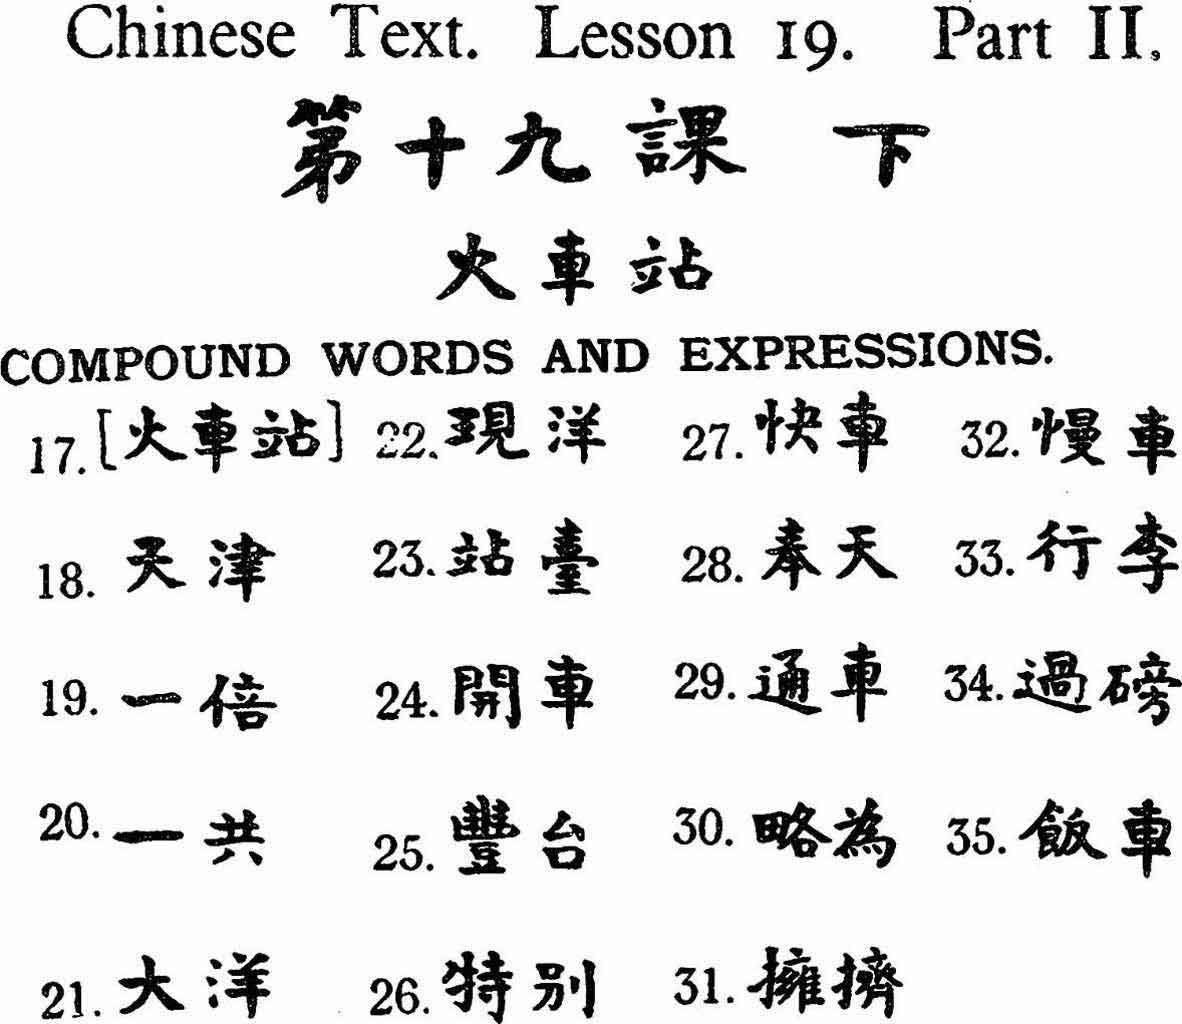 Chinese Text. Lesson 19. Part II.
第十九課 下
火車站
COMPOUND WORDS AND EXPRESSIONS.
17. [火車站] 22. 現洋 27. 快車 32. 慢車
18. 天津 23. 站臺 28. 奉天 33. 行李
19. 一倍 24. 開車 29. 通車 34. 過磅
20. 一共 25. 豐台 30. 略為 35. 飯車
21. 大洋 26. 特別 31. 擁擠